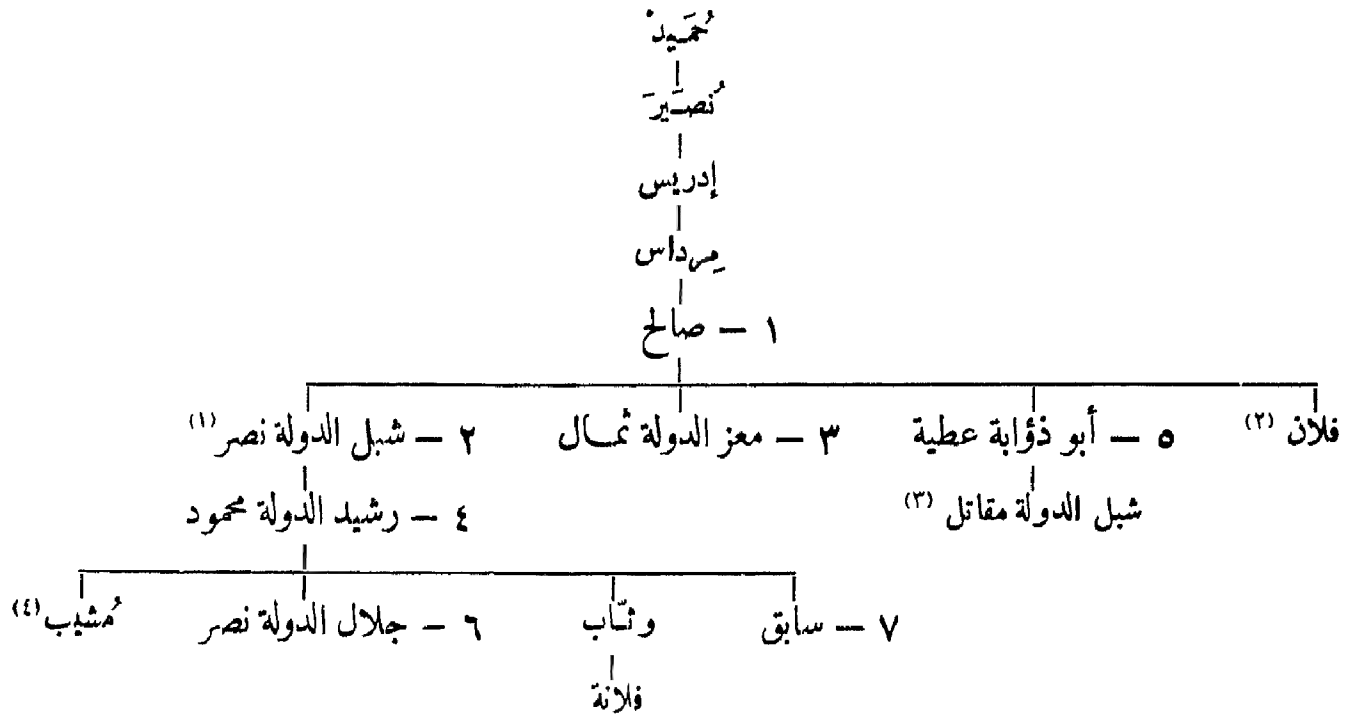 حُمَيدْ
نُصَيرَ
إدريس
مِرداس
١ – صالح
فلان (٢) ٥ – أبو ذؤابة عطية ٣ – معز الدولة ثمال ٢ – شبل الدولة نصر (١)
شبل الدولة مقاتل (٣) ٤ – رشيد الدولة محمود
٧ – سابق وثّاب ٦ – جلال الدولة نصر مُشيب (٤)
فلانة